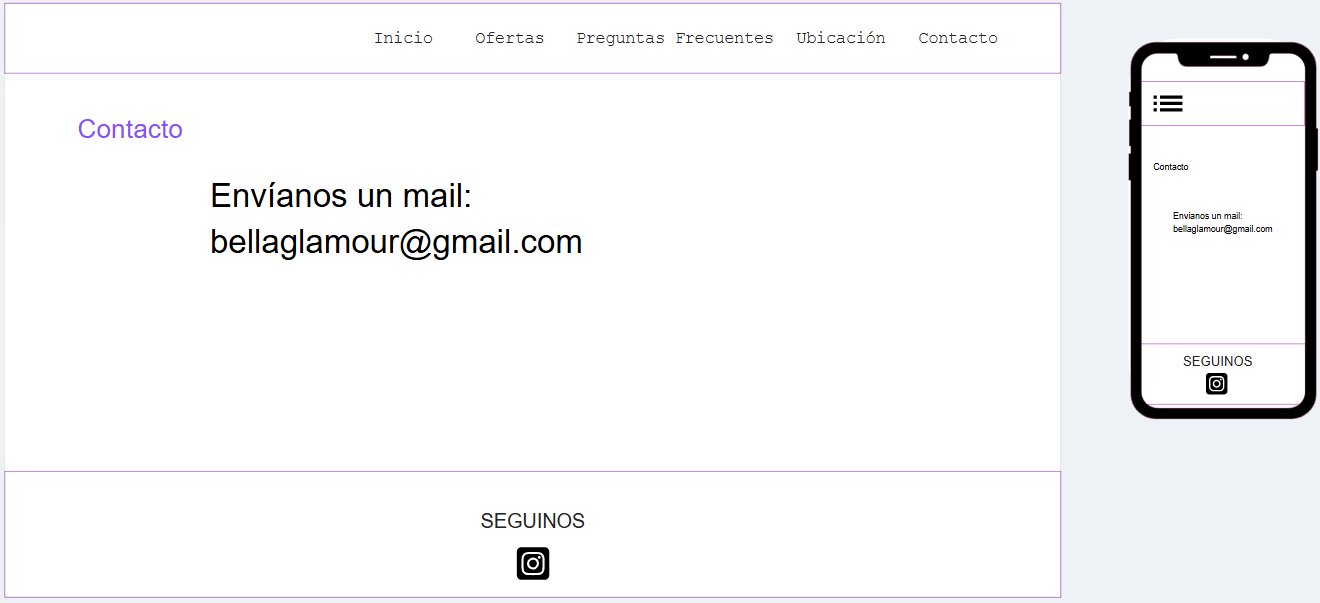 Inicio Ofertas Preguntas Frecuentes Ubicación Contacto
Contacto
Envíanos un mail:
bellaglamour@gmail.com
SEGUINOS
Contacto
Envianos un mail:
bellaglamour@gmail.com
SEGUINOS